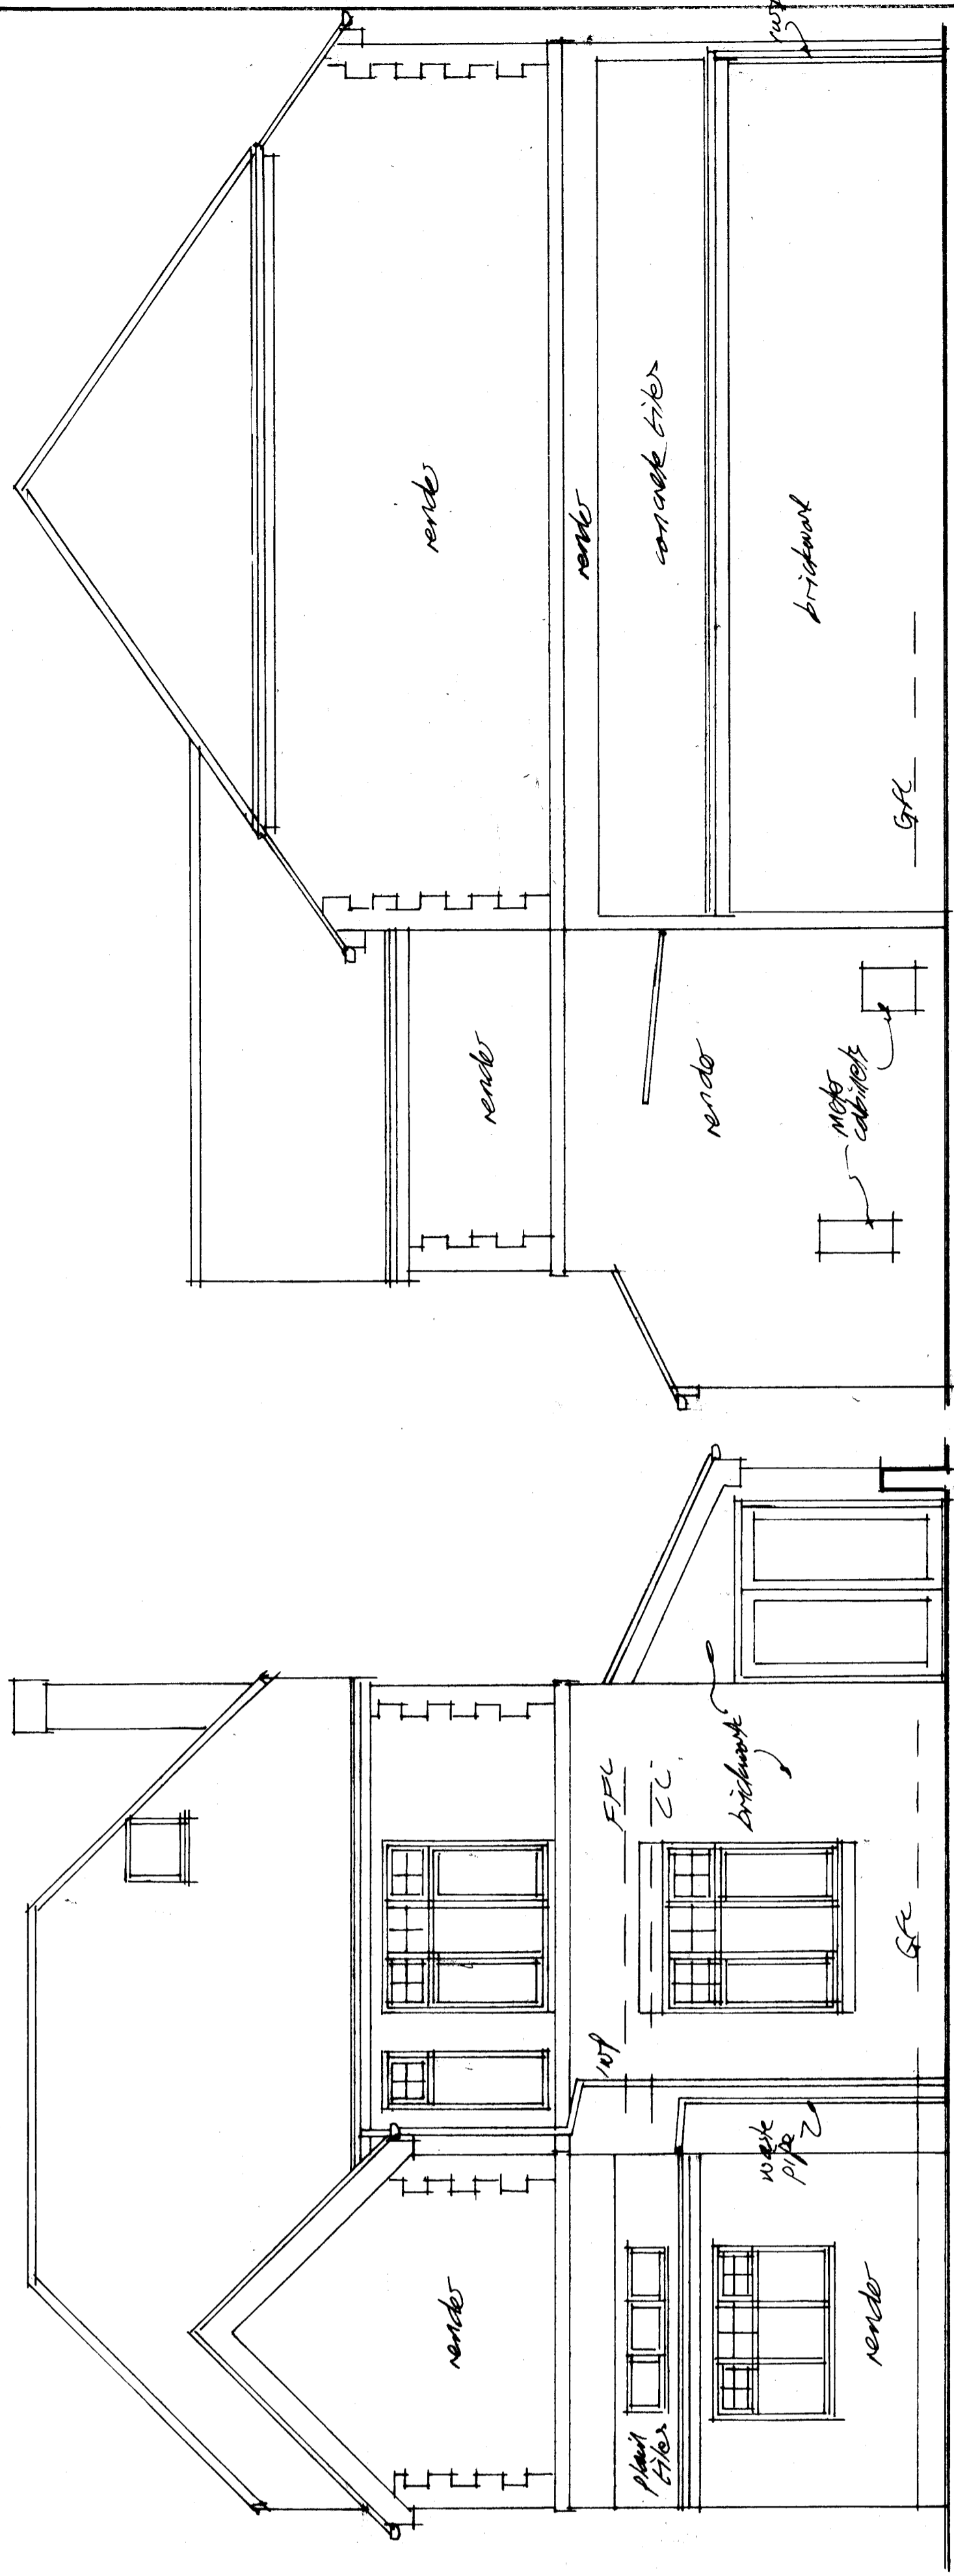 render
plain
tiles
render
waste
pipe
rwp
FFL
CL
brickwork
GFL
render
render
meter
cabinets
render
render
concrete tiles
brickwork
GFL
rwp